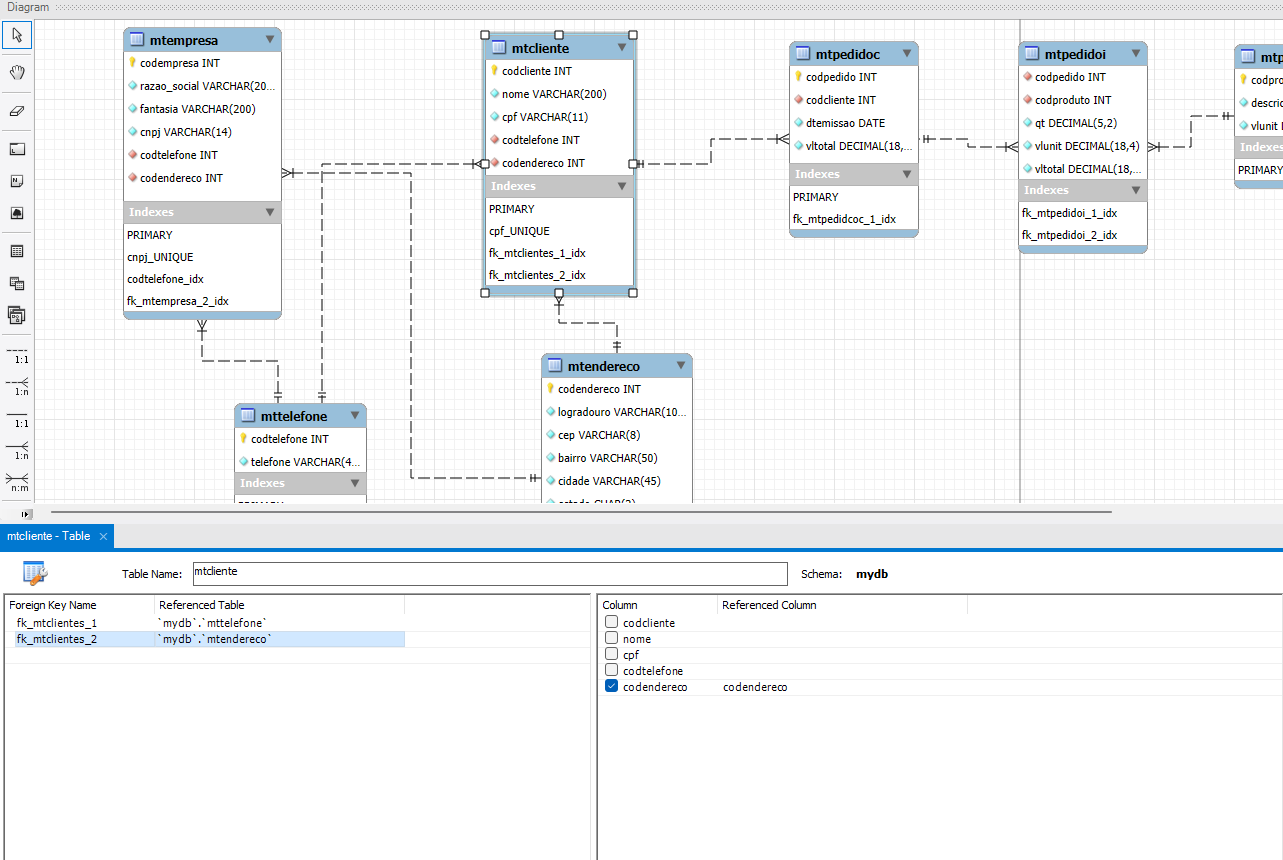 Diagram
mtempresa
codempresa INT
razao_social VARCHAR(20...
fantasia VARCHAR(200)
cnpj VARCHAR(14)
codtelefone INT
codendereco INT
Indexes
PRIMARY
cnpj_UNIQUE
codtelefone_idx
fk_mtempresa_2_idx
mtcliente
codcliente INT
nome VARCHAR(200)
cpf VARCHAR(11)
codtelefone INT
codendereco INT
Indexes
PRIMARY
cpf_UNIQUE
fk_mtclientes_1_idx
fk_mtclientes_2_idx
mtpedidoc
codpedido INT
codcliente INT
dtemissao DATE
vltotal DECIMAL(18,...
Indexes
PRIMARY
fk_mtpedidcoc_1_idx
mtpedidoi
codpedido INT
codproduto INT
qt DECIMAL(5,2)
vlunit DECIMAL(18,4)
vltotal DECIMAL(18,...
Indexes
fk_mtpedidoi_1_idx
fk_mtpedidoi_2_idx
Indexes
PRIMARY
vlunit
1:1
1:n
1:1
1:n
n:m
mttelefone
codtelefone INT
telefone VARCHAR(4...
Indexes
mtendereco
codendereco INT
logradouro VARCHAR(10...
cep VARCHAR(8)
bairro VARCHAR(50)
cidade VARCHAR(45)
mtcliente - Table
Table Name: mtcliente Schema: mydb
Foreign Key Name Referenced Table
fk_mtclientes_1 `mydb`.`mttelefone`
fk_mtclientes_2 `mydb`.`mtendereco`
Column Referenced Column
codcliente
nome
cpf
codtelefone
codendereco codendereco